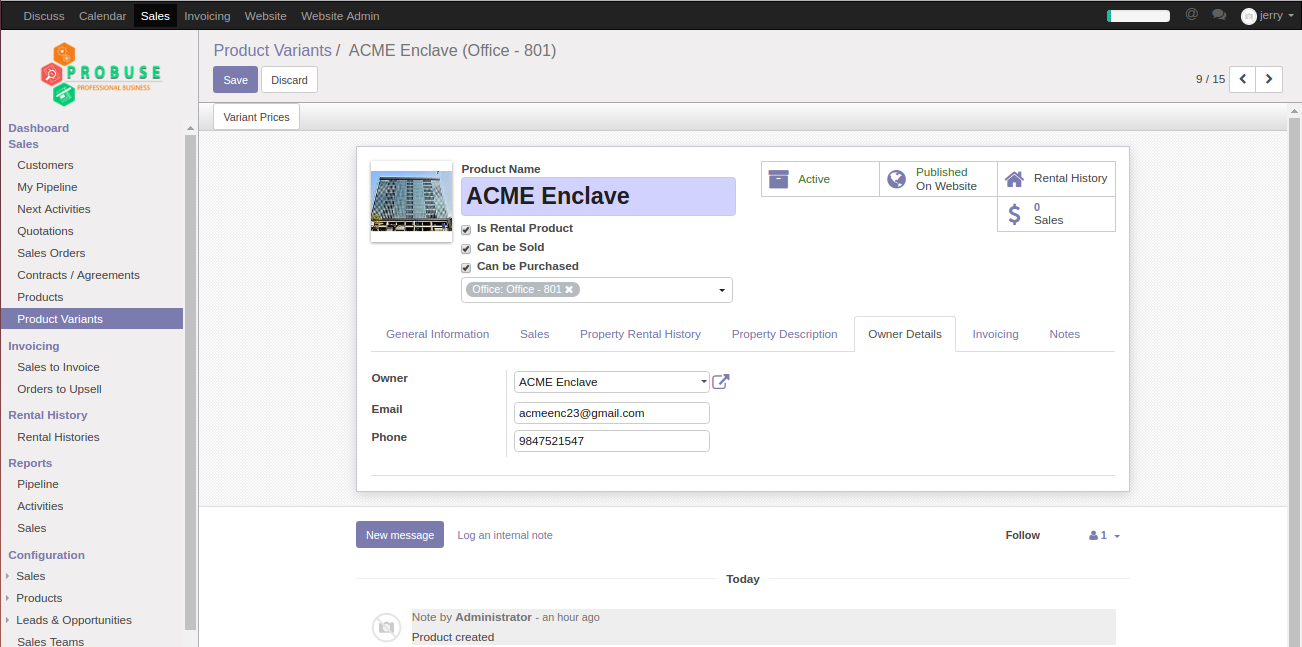 Discuss Calendar Sales Invoicing Website Website Admin @ jerry
PROBUSE
PROFESSIONAL BUSINESS
Dashboard
Sales
Customers
My Pipeline
Next Activities
Quotations
Sales Orders
Contracts / Agreements
Products
Product Variants
Invoicing
Sales to Invoice
Orders to Upsell
Rental History
Rental Histories
Reports
Pipeline
Activities
Sales
Configuration
Sales
Products
Leads & Opportunities
Sales Teams
Product Variants / ACME Enclave (Office - 801)
Save Discard
9 / 15
Variant Prices
Product Name
ACME Enclave
Is Rental Product
Can be Sold
Can be Purchased
Office: Office - 801
Active
Published
On Website
Rental History
$ 0
Sales
General Information Sales Property Rental History Property Description Owner Details Invoicing Notes
Owner ACME Enclave
Email acmeenc23@gmail.com
Phone 9847521547
New message Log an internal note Follow 1
Today
Note by Administrator - an hour ago
Product created